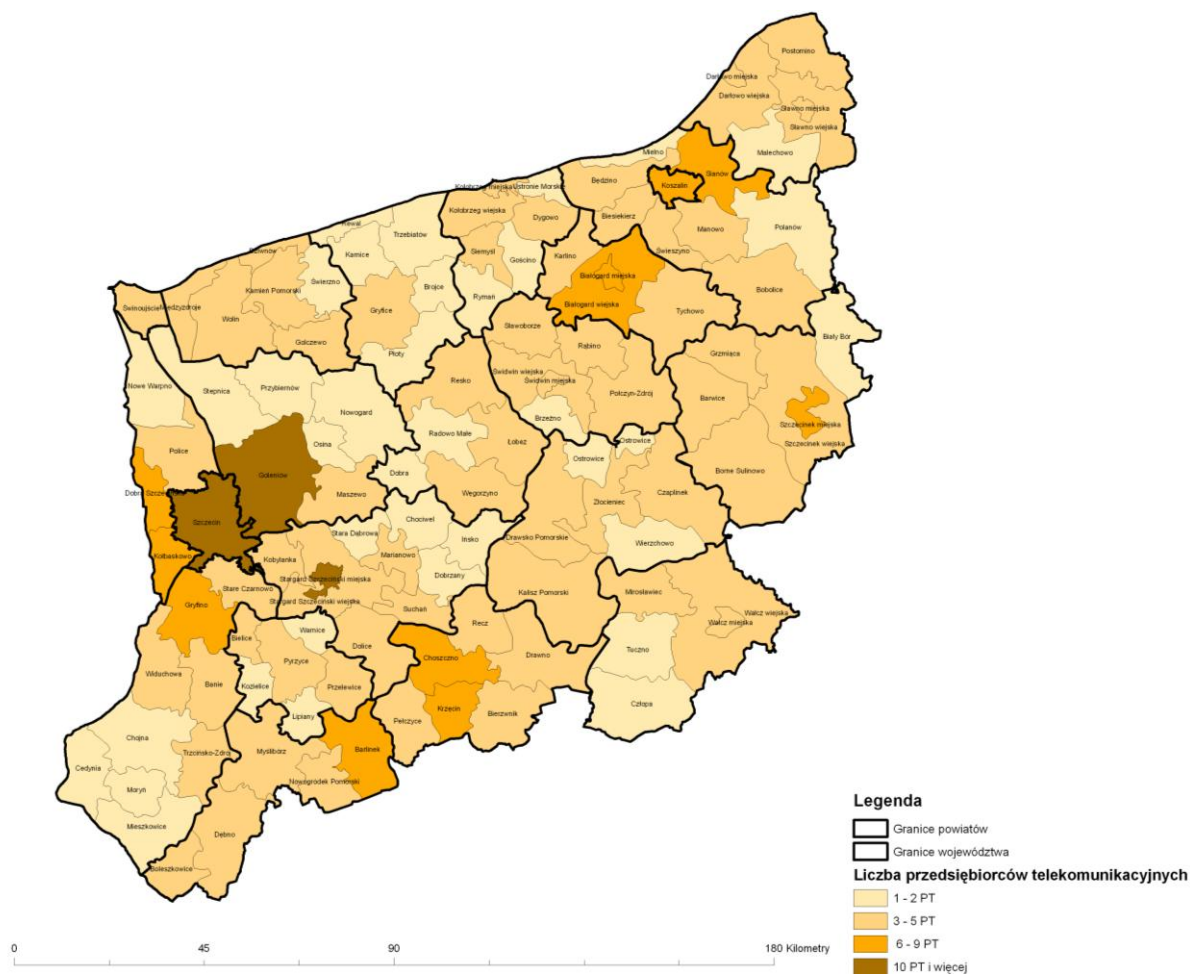 Postomino
Darłowo miejska
Darłowo wiejska
Sławno miejska
Sławno wiejska
Malechowo
Mielno
Sianów
Koszalin
Będzino
Ustronie Morskie
Kołobrzeg miejska
Kołobrzeg wiejska
Dygowo
Biesiekierz
Manowo
Polanów
Świeszyno
Rewal
Trzebiatów
Karnice
Siemyśl
Gościno
Karlino
Białogard miejska
Białogard wiejska
Tychowo
Bobolice
Biały Bór
Dziwnów
Kamień Pomorski
Świerzno
Brojce
Rymań
Gryfice
Świnoujście
Międzyzdroje
Wolin
Golczewo
Płoty
Sławoborze
Rąbino
Świdwin wiejska
Świdwin miejska
Połczyn-Zdrój
Brzeżno
Grzmiąca
Barwice
Szczecinek miejska
Szczecinek wiejska
Borne Sulinowo
Nowe Warpno
Stepnica
Przybiernów
Nowogard
Osina
Resko
Radowo Małe
Łobez
Węgorzyno
Dobra
Ostrowice
Ostrowice
Czaplinek
Złocieniec
Wierzchowo
Drawsko Pomorskie
Kalisz Pomorski
Police
Goleniów
Maszewo
Dobra Szczecińska
Szczecin
Kołbaskowo
Chociwel
Stara Dąbrowa
Ińsko
Marianowo
Dobrzany
Kobylanka
Stargard Szczeciński miejska
Stargard Szczeciński wiejska
Suchań
Stare Czarnowo
Gryfino
Bielice
Warnice
Dolice
Recz
Drawno
Choszczno
Mirosławiec
Wałcz wiejska
Wałcz miejska
Tuczno
Człopa
Pyrzyce
Kozielice
Przelewice
Lipiany
Widuchowa
Banie
Krzęcin
Bierzwnik
Pełczyce
Barlinek
Myślibórz
Nowogródek Pomorski
Chojna
Trzcińsko-Zdrój
Cedynia
Moryń
Mieszkowice
Dębno
Boleszkowice
Legenda
Granice powiatów
Granice województwa
Liczba przedsiębiorców telekomunikacyjnych
1 - 2 PT
3 - 5 PT
6 - 9 PT
10 PT i więcej
0 45 90 180 Kilometry